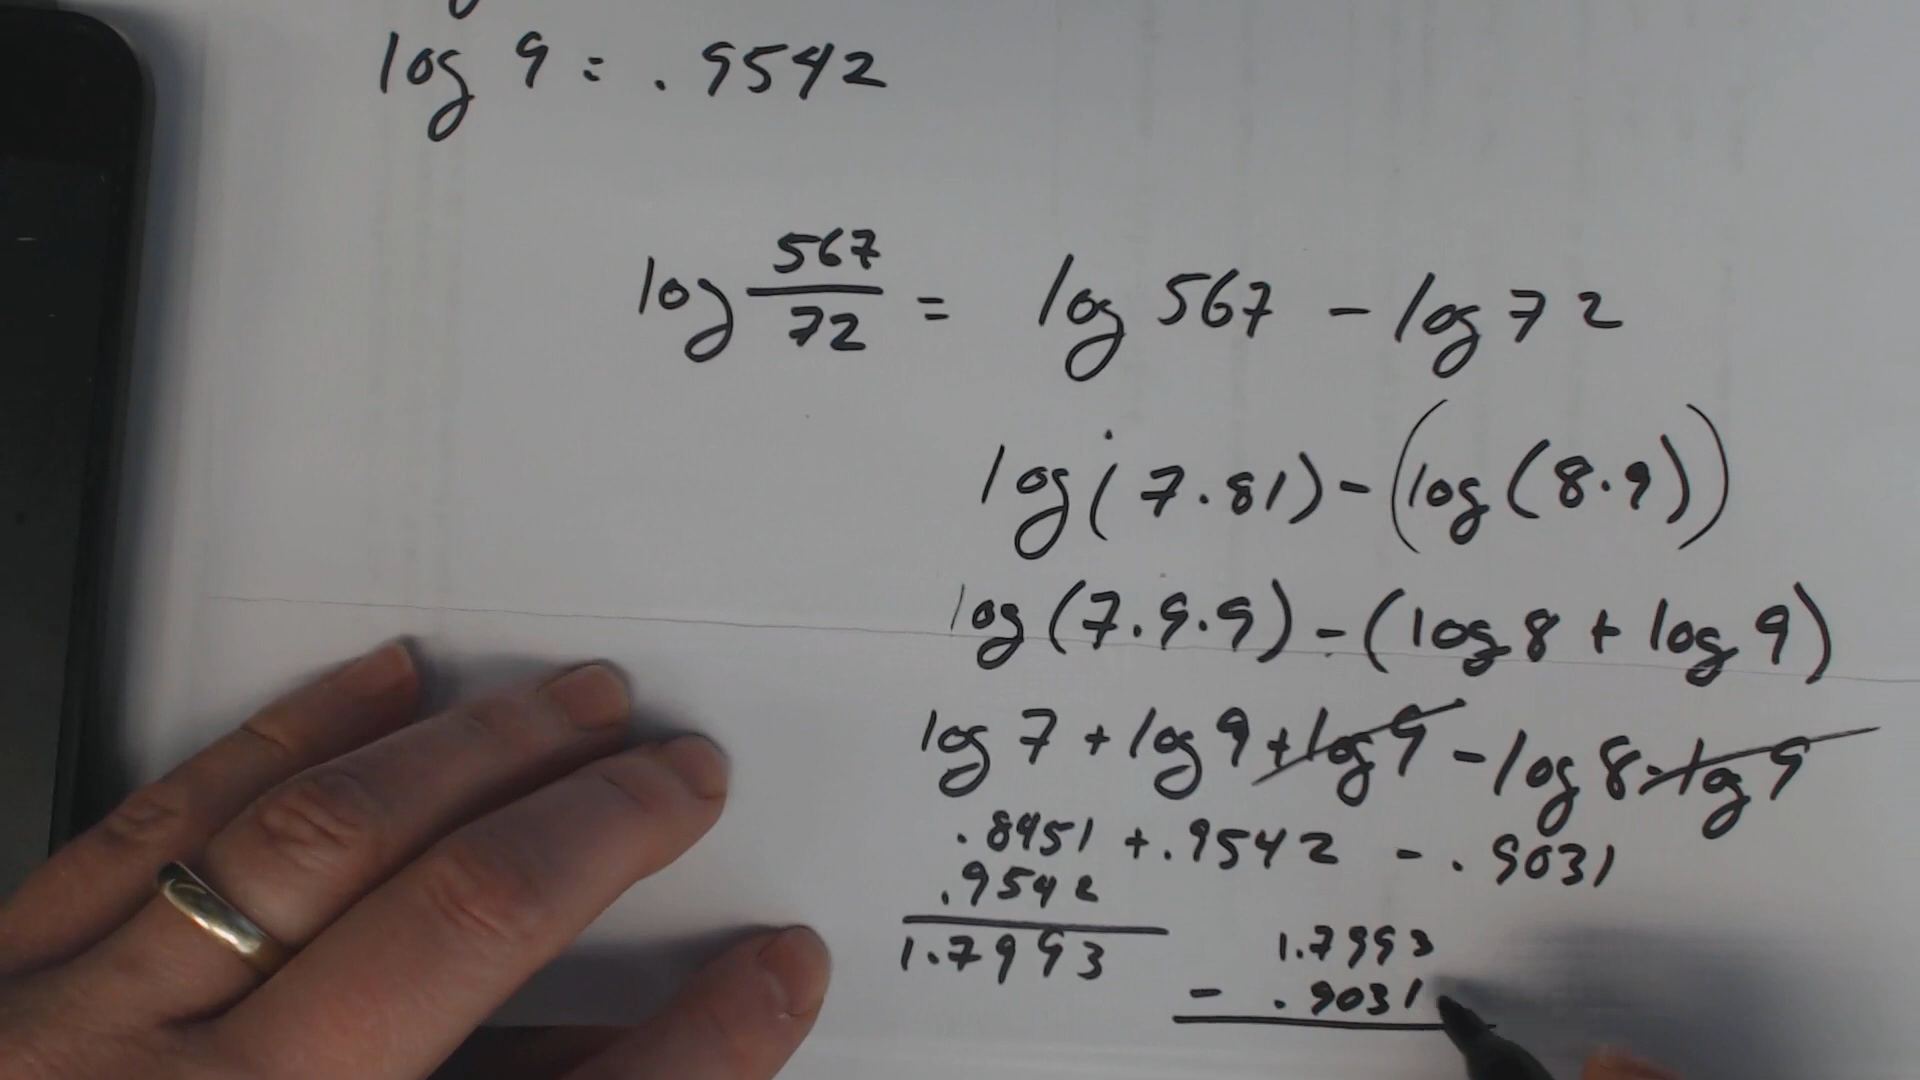 log 9 = .9542
log 567/72 = log 567 - log 72
log(7.81) - (log(8.9))
log(7.9.9) - (log 8 + log 9)
log 7 + log 9 + log 9 - log 8 - log 9
.8451 + .9542 - .9031
.9542
1.7993
1.7993
- .9031